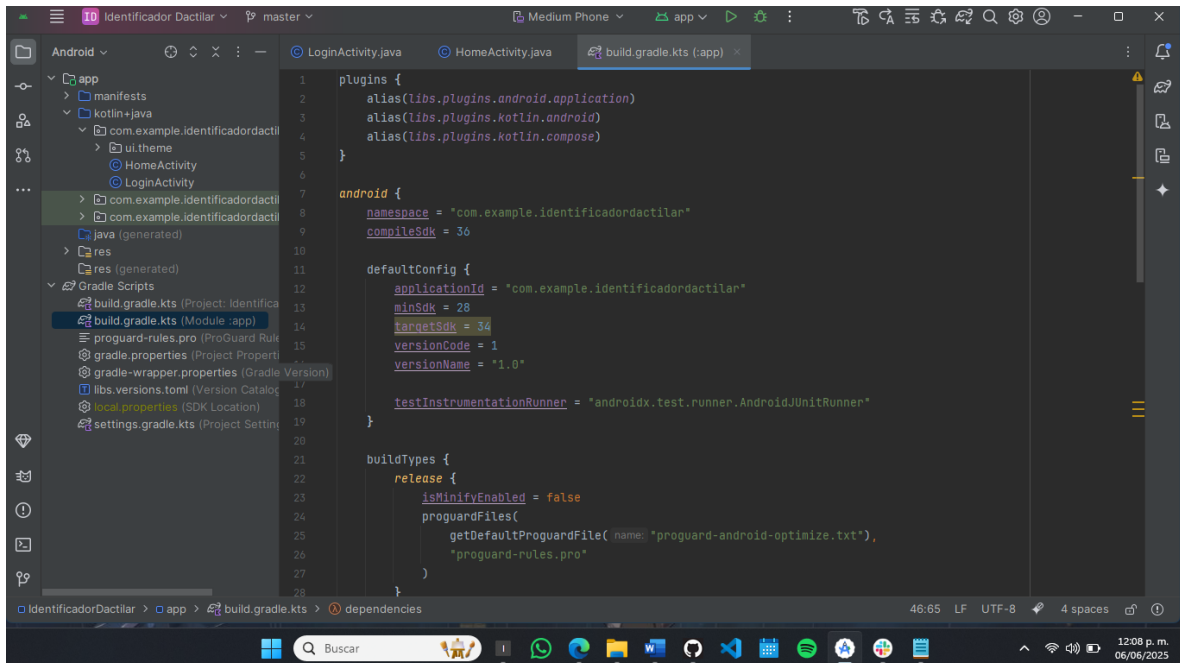 ID Identificador Dactilar master Medium Phone app
Android LoginActivity.java HomeActivity.java build.gradle.kts (:app)
app
manifests
kotlin+java
com.example.identificadordactil
ui.theme
HomeActivity
LoginActivity
com.example.identificadordactil
com.example.identificadordactil
java (generated)
res
res (generated)
Gradle Scripts
build.gradle.kts (Project: Identifica
build.gradle.kts (Module :app)
proguard-rules.pro (ProGuard Rule
gradle.properties (Project Properti
gradle-wrapper.properties (Gradle Version)
libs.versions.toml (Version Catalog
local.properties (SDK Location)
settings.gradle.kts (Project Setting
1 plugins {
2 alias(libs.plugins.android.application)
3 alias(libs.plugins.kotlin.android)
4 alias(libs.plugins.kotlin.compose)
5 }
6
7 android {
8 namespace = "com.example.identificadordactilar"
9 compileSdk = 36
10
11 defaultConfig {
12 applicationId = "com.example.identificadordactilar"
13 minSdk = 28
14 targetSdk = 34
15 versionCode = 1
versionName = "1.0"
17
18 testInstrumentationRunner = "androidx.test.runner.AndroidJUnitRunner"
19 }
20
21 buildTypes {
22 release {
23 isMinifyEnabled = false
24 proguardFiles(
25 getDefaultProguardFile( name: "proguard-android-optimize.txt"),
26 "proguard-rules.pro"
27 )
28 }
IdentificadorDactilar > app > build.gradle.kts > dependencies 46:65 LF UTF-8 4 spaces
Buscar
12:08 p. m.
06/06/2025